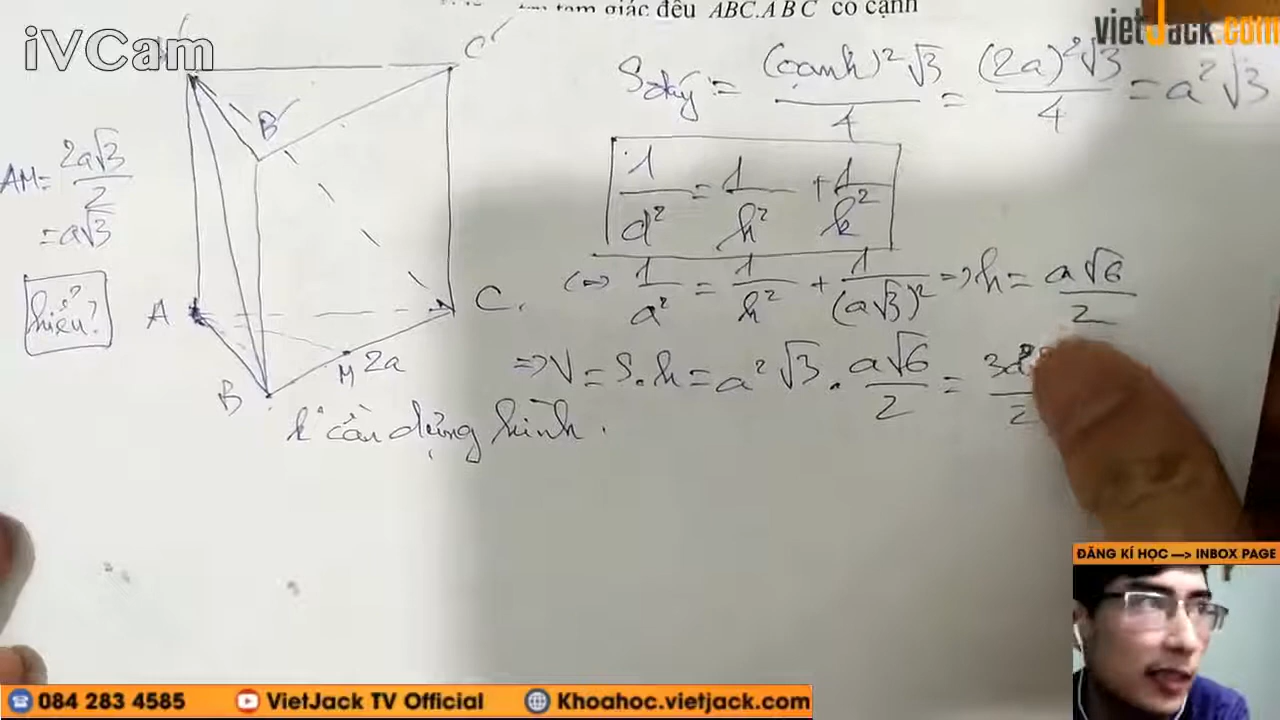 tam giác đều ABC.A B C có cạnh
iVCam
vietJack.com
C'
B'
S đáy = (cạnh)²√3 / 4 = (2a)²√3 / 4 = a²√3
AM = 2a√3 / 2
= a√3
hiểu?
1/d² = 1/h² + 1/k²
(⇔) 1/a² = 1/h² + 1/(a√3)² => h = a√6 / 2
A
C
B
M
2a
=> V = S.h = a²√3 . a√6 / 2 =
k cần dựng hình.
ĐĂNG KÍ HỌC —> INBOX PAGE
084 283 4585
VietJack TV Official
Khoahoc.vietjack.com